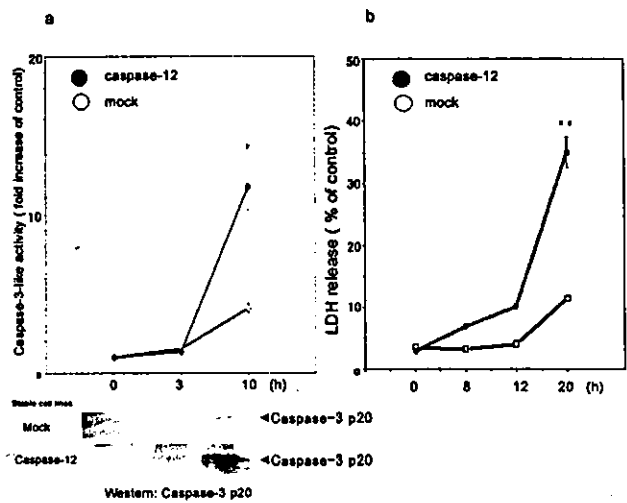 a
20
caspase-12
mock
10
0
0 3 10 (h)
Caspase-3-like activity (fold increase of control)
b
50
caspase-12
mock
40
30
20
10
0
0 8 12 20 (h)
LDH release ( % of control)
Stable cell lines
Mock
Caspase-3 p20
Caspase-12
Caspase-3 p20
Western: Caspase-3 p20